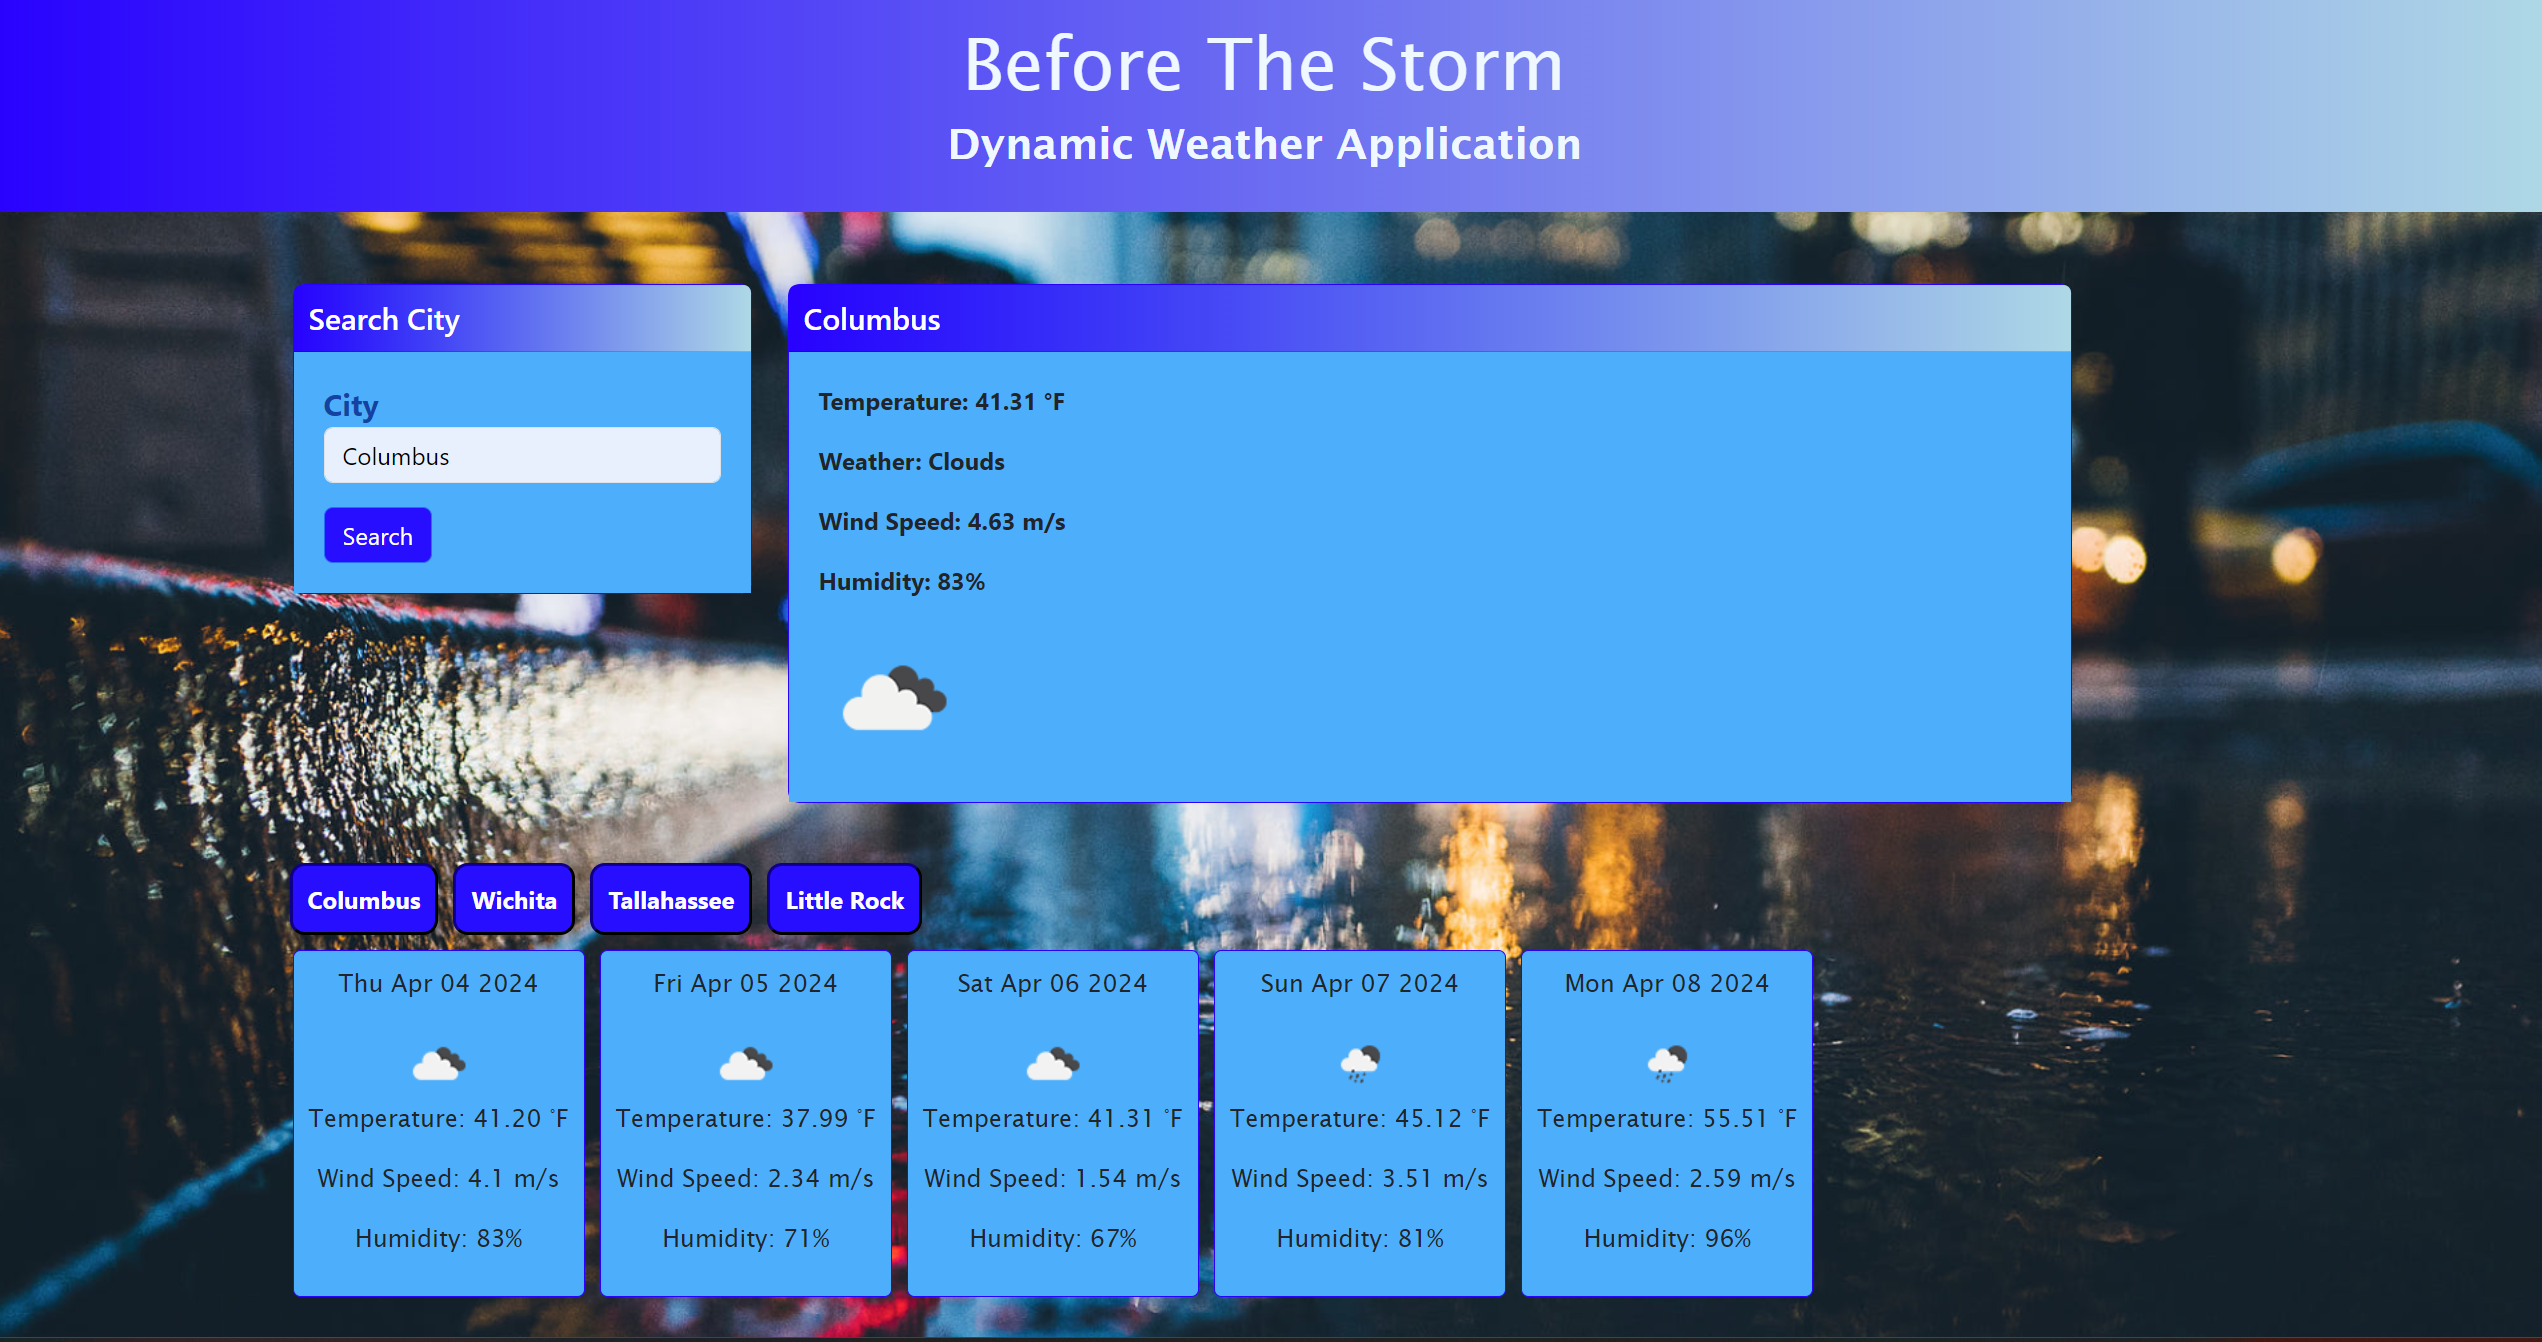 Before The Storm
Dynamic Weather Application
Search City
City
Columbus
Search
Columbus
Temperature: 41.31 °F
Weather: Clouds
Wind Speed: 4.63 m/s
Humidity: 83%
Columbus
Wichita
Tallahassee
Little Rock
Thu Apr 04 2024
Temperature: 41.20 °F
Wind Speed: 4.1 m/s
Humidity: 83%
Fri Apr 05 2024
Temperature: 37.99 °F
Wind Speed: 2.34 m/s
Humidity: 71%
Sat Apr 06 2024
Temperature: 41.31 °F
Wind Speed: 1.54 m/s
Humidity: 67%
Sun Apr 07 2024
Temperature: 45.12 °F
Wind Speed: 3.51 m/s
Humidity: 81%
Mon Apr 08 2024
Temperature: 55.51 °F
Wind Speed: 2.59 m/s
Humidity: 96%